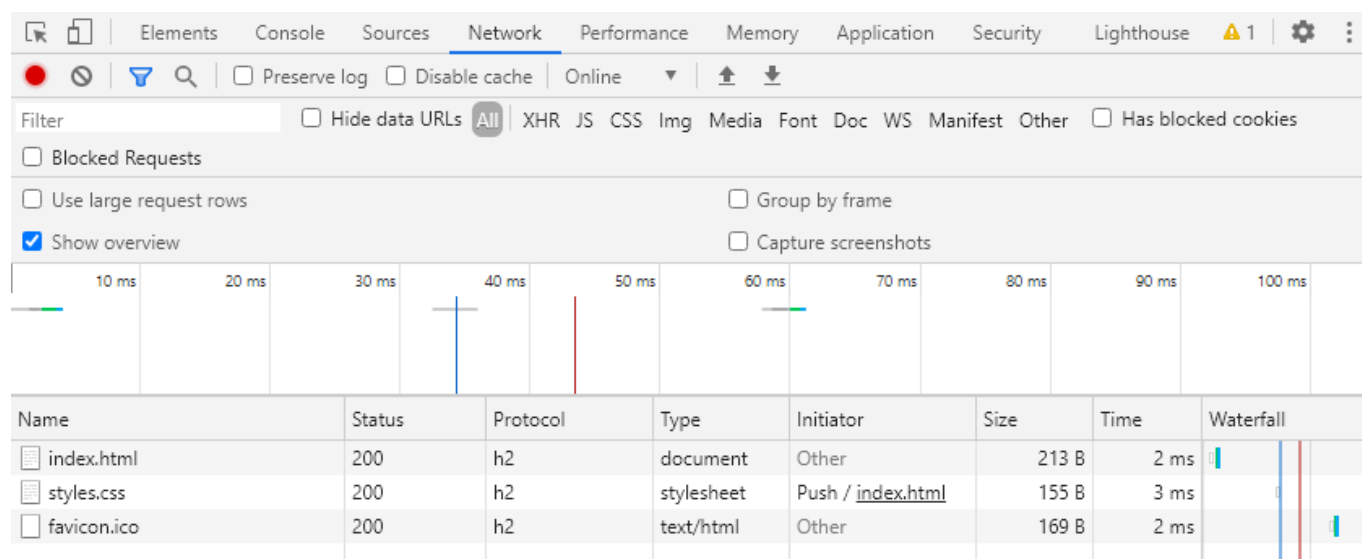 Elements Console Sources Network Performance Memory Application Security Lighthouse 1
Preserve log Disable cache Online
Filter Hide data URLs All XHR JS CSS Img Media Font Doc WS Manifest Other Has blocked cookies
Blocked Requests
Use large request rows Group by frame
Show overview Capture screenshots
10 ms 20 ms 30 ms 40 ms 50 ms 60 ms 70 ms 80 ms 90 ms 100 ms
Name Status Protocol Type Initiator Size Time Waterfall
index.html 200 h2 document Other 213 B 2 ms
styles.css 200 h2 stylesheet Push / index.html 155 B 3 ms
favicon.ico 200 h2 text/html Other 169 B 2 ms